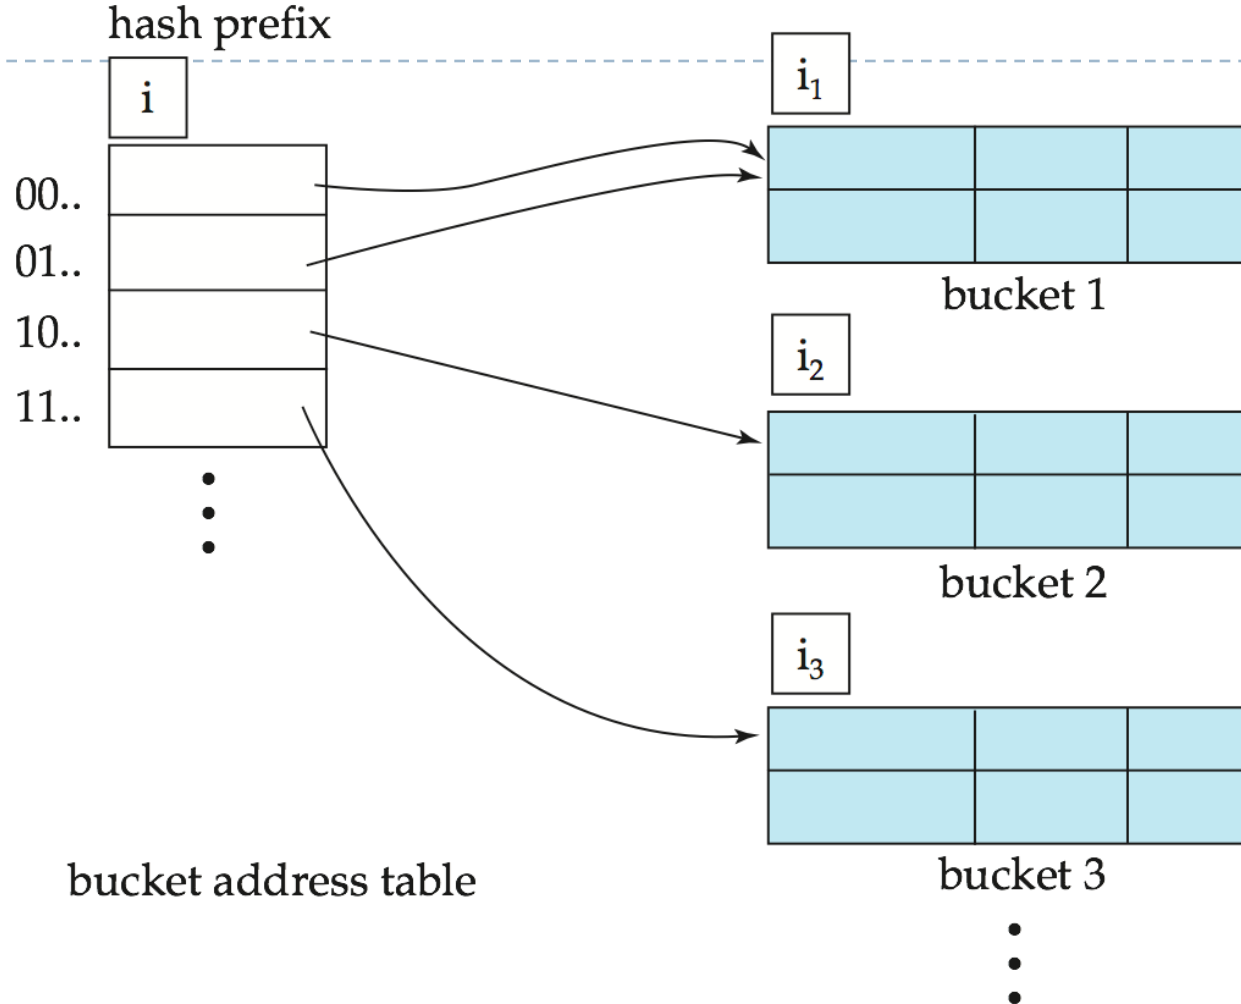 hash prefix
i
00..
01..
10..
11..
bucket address table
i₁
bucket 1
i₂
bucket 2
i₃
bucket 3